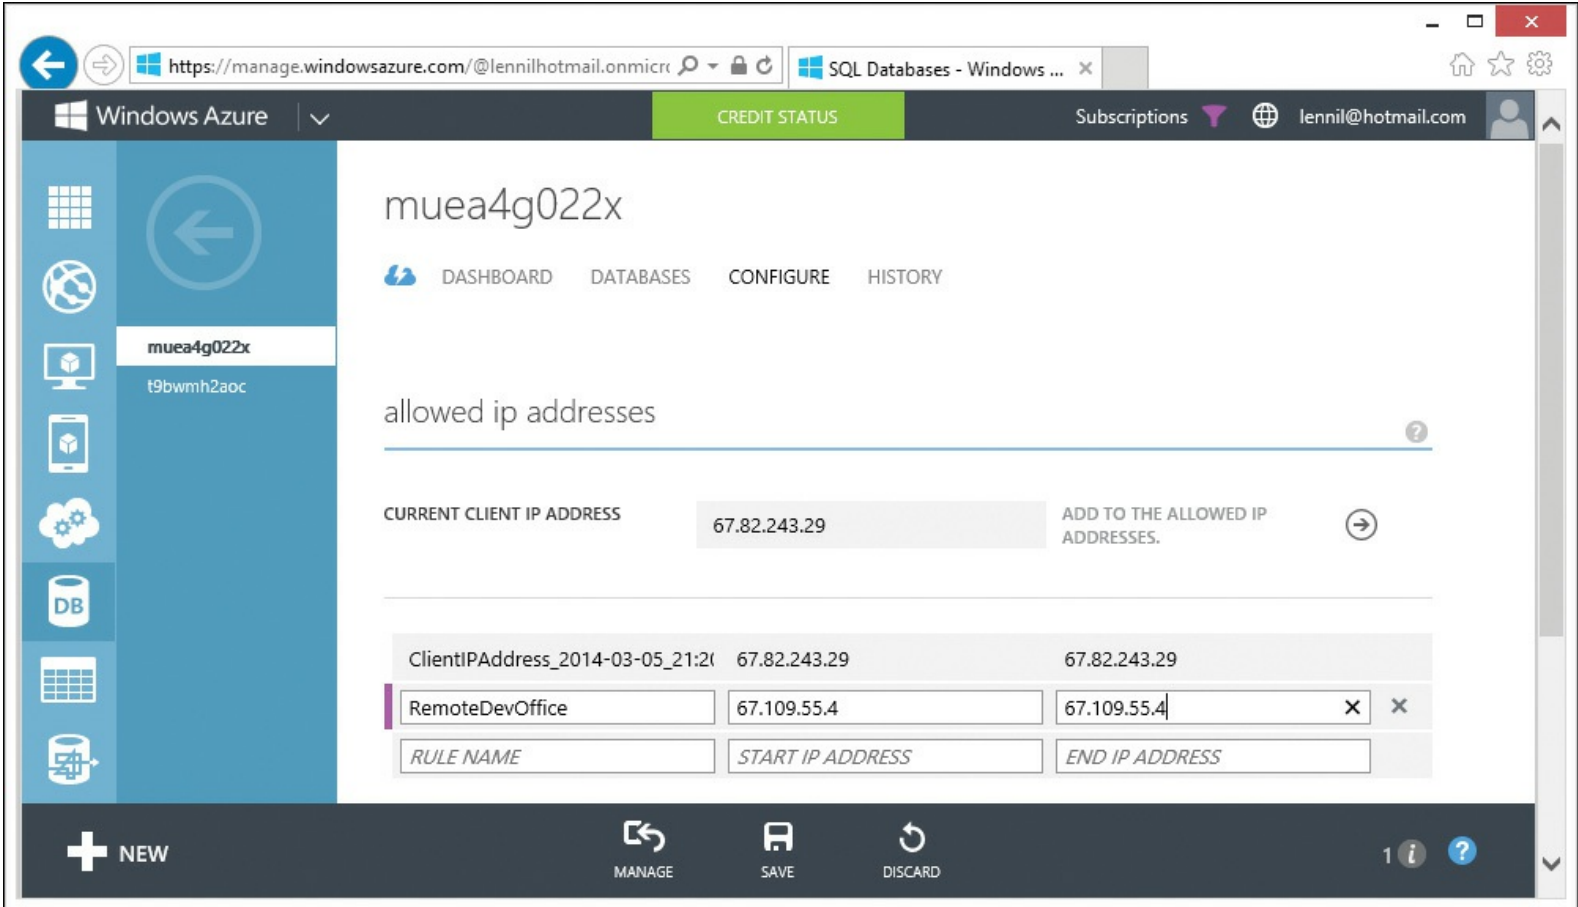 https://manage.windowsazure.com/@lennilhotmail.onmicr
SQL Databases - Windows ...
Windows Azure
CREDIT STATUS
Subscriptions
lennil@hotmail.com
muea4g022x
DASHBOARD DATABASES CONFIGURE HISTORY
muea4g022x
t9bwmh2aoc
allowed ip addresses
?
CURRENT CLIENT IP ADDRESS
67.82.243.29
ADD TO THE ALLOWED IP
ADDRESSES.
DB
ClientIPAddress_2014-03-05_21:2 67.82.243.29 67.82.243.29
RemoteDevOffice 67.109.55.4 67.109.55.4
RULE NAME START IP ADDRESS END IP ADDRESS
NEW
MANAGE
SAVE
DISCARD
1 i ?